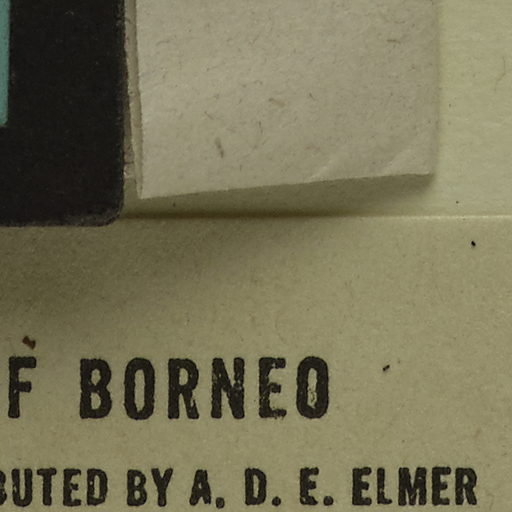 F BORNEO
BUTED BY A. D. E. ELMER